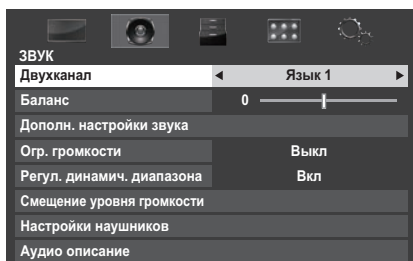 ЗВУК
Двухканал Язык 1
Баланс 0
Дополн. настройки звука
Огр. громкости Выкл
Регул. динамич. диапазона Вкл
Смещение уровня громкости
Настройки наушников
Аудио описание